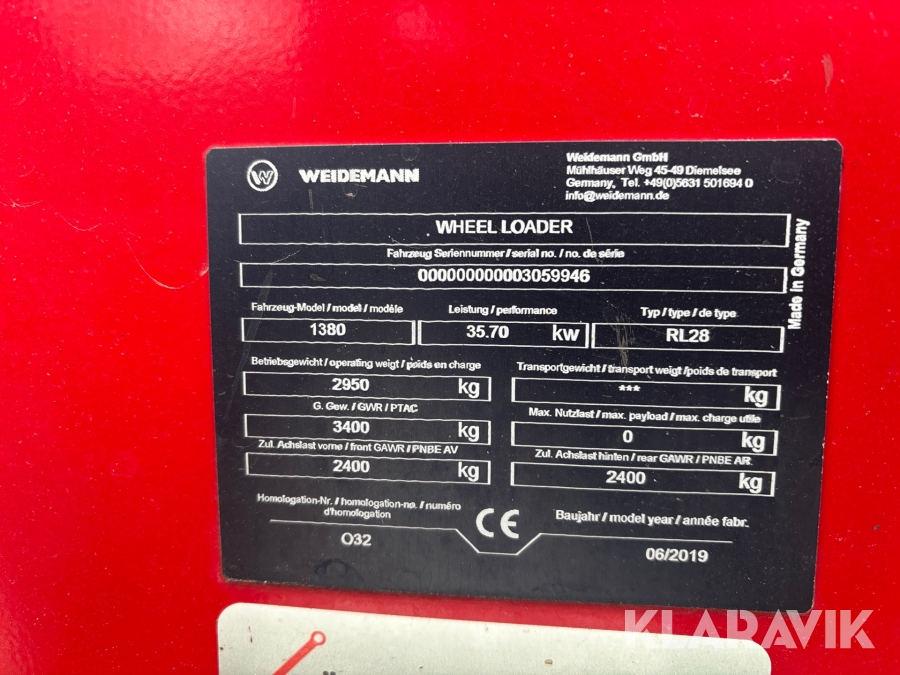 W WEIDEMANN
Weidemann GmbH
Mühlhäuser Weg 45-49 Diemelsee
Germany, Tel. +49(0)5631 501694 0
info@weidemann.de
WHEEL LOADER
Fahrzeug Seriennummer / serial no. / no. de série
000000000003059946
Made in Germany
Fahrzeug-Model / model / modéle
1380
Leistung / performance
35.70 kw
Typ / type / de type
RL28
Betriebsgewicht / operating weigt / poids en charge
2950 kg
Transportgewicht / transport weigt /poids de transport
*** kg
G. Gew. / GWR / PTAC
3400 kg
Max. Nutzlast / max. payload / max. charge utile
0 kg
Zul. Achslast vorne / front GAWR / PNBE AV
2400 kg
Zul. Achslast hinten / rear GAWR / PNBE AR
2400 kg
Homologation-Nr. / homologation-no. / numéro
d'homologation
O32
CE
Baujahr / model year / année fabr.
06/2019
KLARAVIK